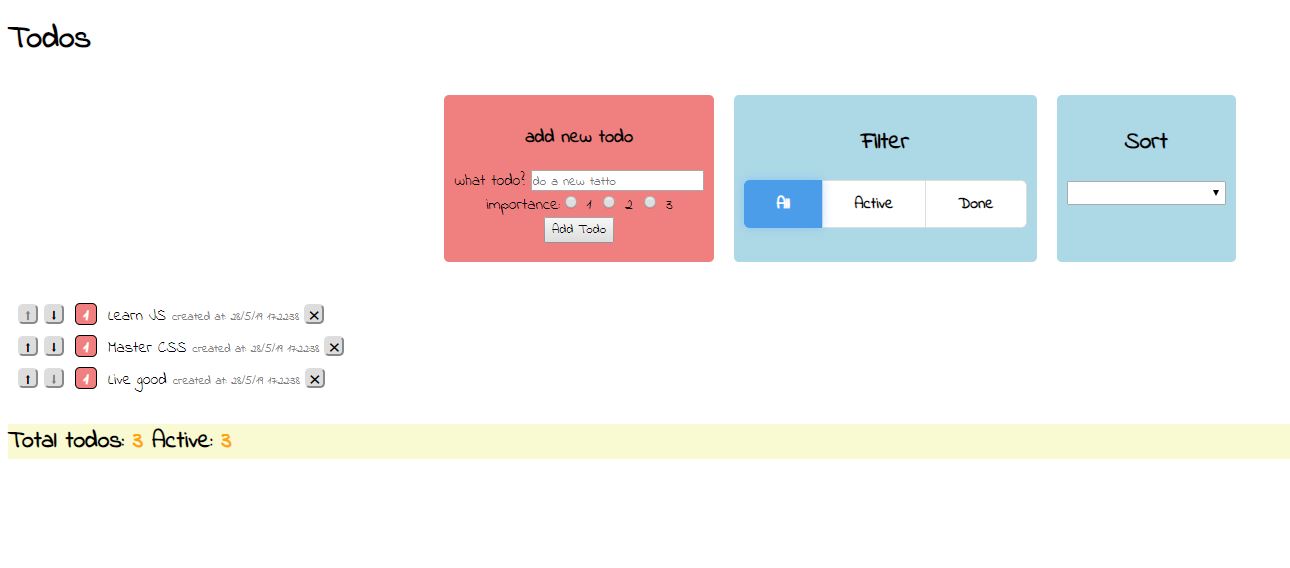 Todos
add new todo
what todo? do a new tatto
importance: 1 2 3
Add Todo
Filter
All Active Done
Sort
↑ ↓ 1 Learn JS created at: 28/5/19 17:22:38 ✕
↑ ↓ 1 Master CSS created at: 28/5/19 17:22:38 ✕
↑ ↓ 1 Live good created at: 28/5/19 17:22:38 ✕
Total todos: 3 Active: 3